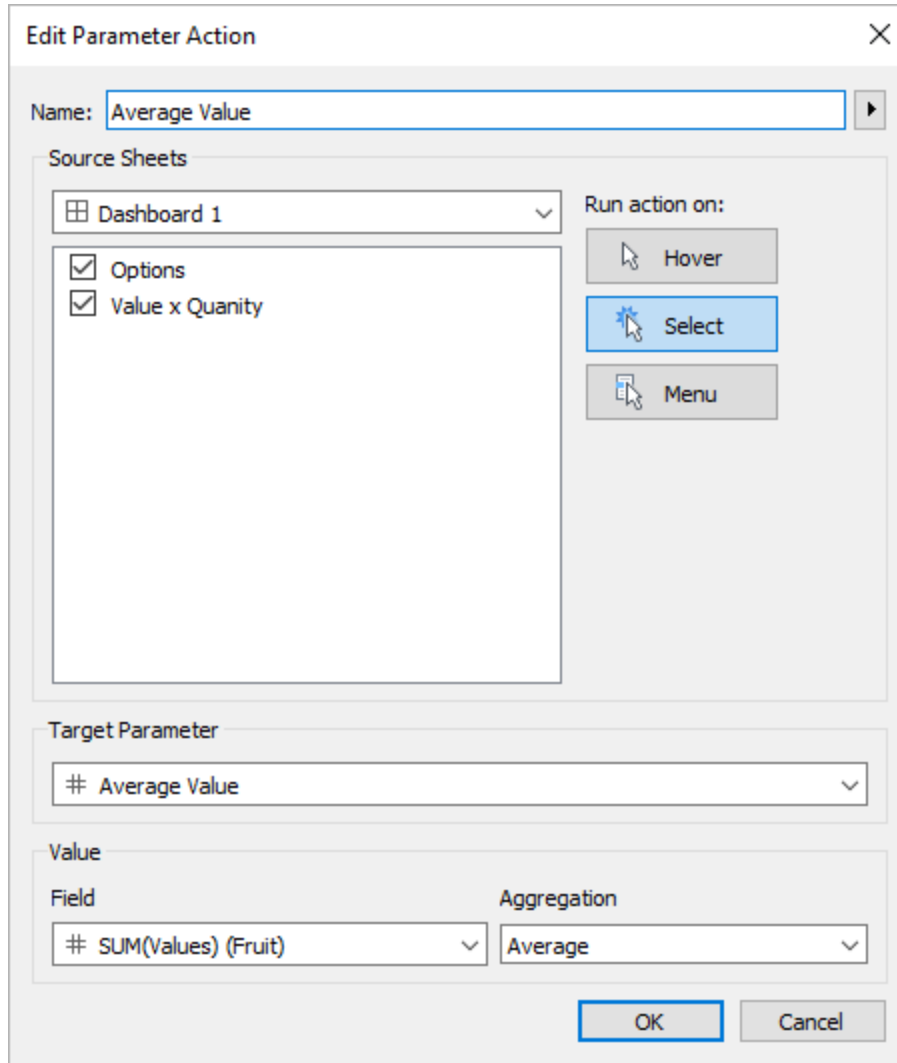 Edit Parameter Action
Name: Average Value
Source Sheets
Dashboard 1
Run action on:
Options
Value x Quanity
Hover
Select
Menu
Target Parameter
Average Value
Value
Field
Aggregation
SUM(Values) (Fruit)
Average
OK
Cancel